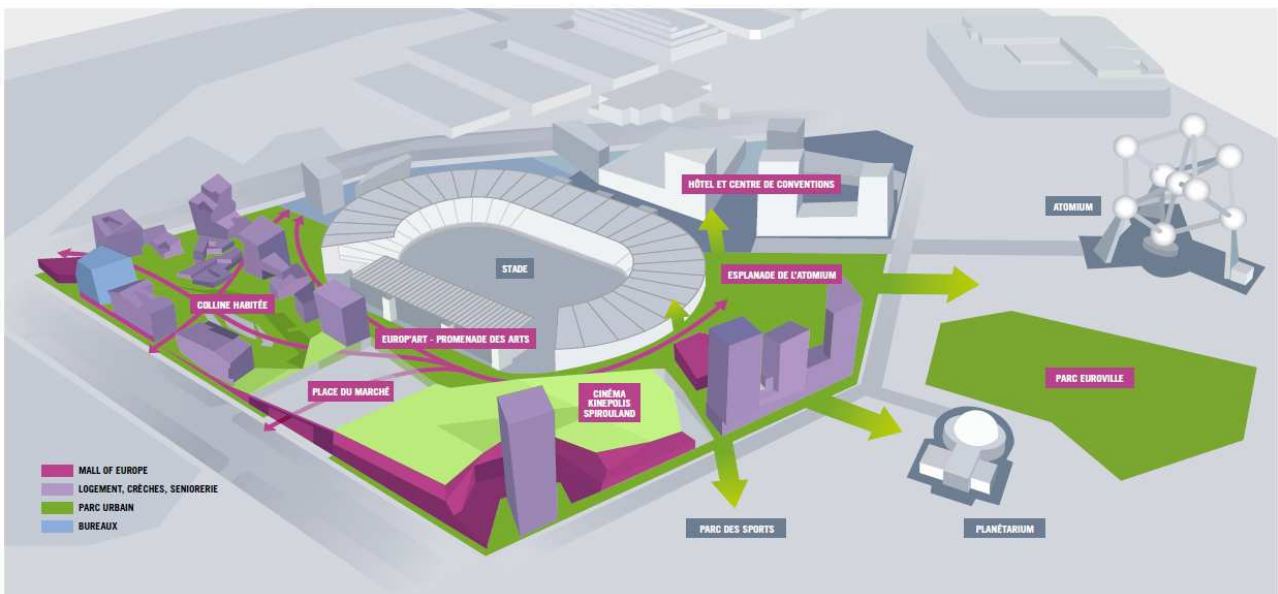 HÔTEL ET CENTRE DE CONVENTIONS
ATOMIUM
STADE
ESPLANADE DE L'ATOMIUM
COLLINE HABITÉE
EUROP'ART - PROMENADE DES ARTS
PARC EUROVILLE
PLACE DU MARCHÉ
CINÉMA
KINEPOLIS
SPIROULAND
MALL OF EUROPE
LOGEMENT, CRÈCHES, SENIORERIE
PARC URBAIN
BUREAUX
PARC DES SPORTS
PLANÉTARIUM